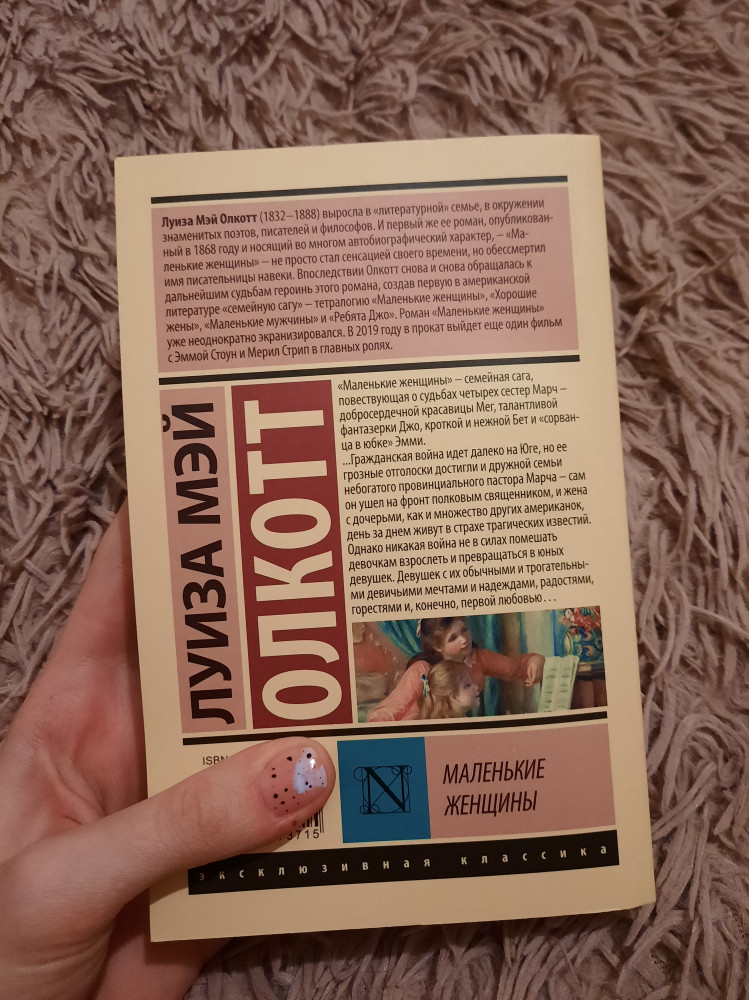 Луиза Мэй Олкотт (1832–1888) выросла в «литературной» семье, в окружении
знаменитых поэтов, писателей и философов. И первый же ее роман, опубликован-
ный в 1868 году и носящий во многом автобиографический характер, – «Ма-
ленькие женщины» – не просто стал сенсацией своего времени, но обессмертил
имя писательницы навеки. Впоследствии Олкотт снова и снова обращалась к
дальнейшим судьбам героинь этого романа, создав первую в американской
литературе «семейную сагу» – тетралогию «Маленькие женщины», «Хорошие
жены», «Маленькие мужчины» и «Ребята Джо». Роман «Маленькие женщины»
уже неоднократно экранизировался. В 2019 году в прокат выйдет еще один фильм
с Эммой Стоун и Мерил Стрип в главных ролях.
ЛУИЗА МЭЙ
ОЛКОТТ
«Маленькие женщины» – семейная сага,
повествующая о судьбах четырех сестер Марч –
добросердечной красавицы Мег, талантливой
фантазерки Джо, кроткой и нежной Бет и «сорван-
ца в юбке» Эмми.
...Гражданская война идет далеко на Юге, но ее
грозные отголоски достигли и дружной семьи
небогатого провинциального пастора Марча – сам
он ушел на фронт полковым священником, и жена
с дочерьми, как и множество других американок,
день за днем живут в страхе трагических известий.
Однако никакая война не в силах помешать
девочкам взрослеть и превращаться в юных
девушек. Девушек с их обычными и трогательны-
ми девичьими мечтами и надеждами, радостями,
горестями и, конечно, первой любовью...
ISBN
3715
N
МАЛЕНЬКИЕ
ЖЕНЩИНЫ
эксклюзивная классика